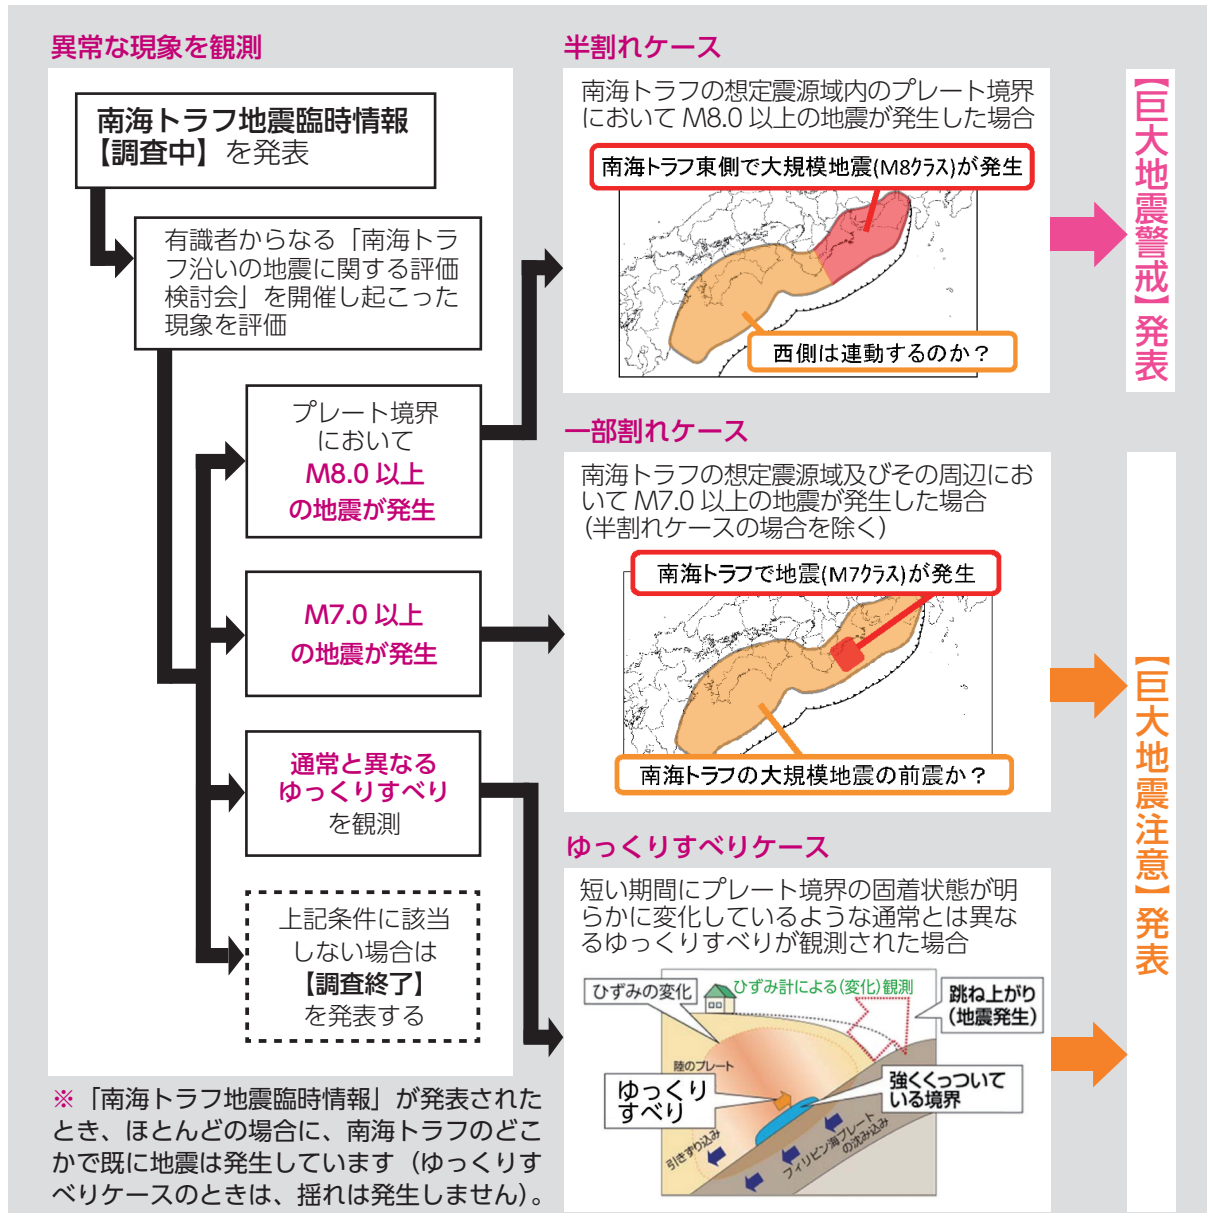 異常な現象を観測
南海トラフ地震臨時情報
【調査中】を発表
有識者からなる「南海トラ
フ沿いの地震に関する評価
検討会」を開催し起こった
現象を評価
プレート境界
において
M8.0 以上
の地震が発生
M7.0 以上
の地震が発生
通常と異なる
ゆっくりすべり
を観測
上記条件に該当
しない場合は
【調査終了】
を発表する
※「南海トラフ地震臨時情報」が発表された
とき、ほとんどの場合に、南海トラフのどこ
かで既に地震は発生しています（ゆっくりす
べりケースのときは、揺れは発生しません）。
半割れケース
南海トラフの想定震源域内のプレート境界
において M8.0 以上の地震が発生した場合
南海トラフ東側で大規模地震(M8クラス)が発生
西側は連動するのか？
【巨大地震警戒】発表
一部割れケース
南海トラフの想定震源域及びその周辺にお
いて M7.0 以上の地震が発生した場合
（半割れケースの場合を除く）
南海トラフで地震(M7クラス)が発生
南海トラフの大規模地震の前震か？
ゆっくりすべりケース
短い期間にプレート境界の固着状態が明
らかに変化しているような通常とは異な
るゆっくりすべりが観測された場合
ひずみの変化
ひずみ計による(変化)観測
跳ね上がり
(地震発生)
陸のプレート
ゆっくり
すべり
強くくっついて
いる境界
引きずり込み
フィリピン海プレート
の沈み込み
【巨大地震注意】発表